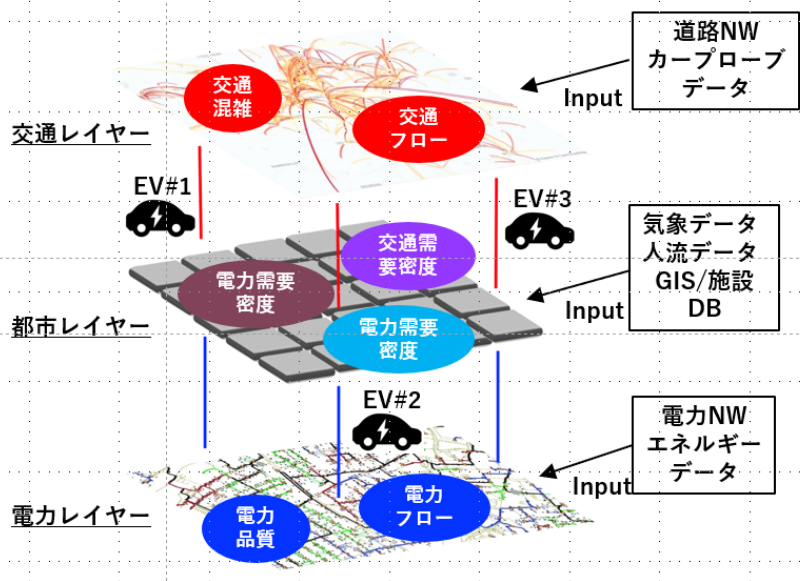 道路NW
カープローブ
データ
Input
交通
混雑
交通
フロー
交通レイヤー
EV#1
EV#3
気象データ
人流データ
GIS/施設
DB
Input
交通需
要密度
電力需要
密度
都市レイヤー
電力需要
密度
EV#2
電力NW
エネルギー
データ
Input
電力
フロー
電力
品質
電力レイヤー